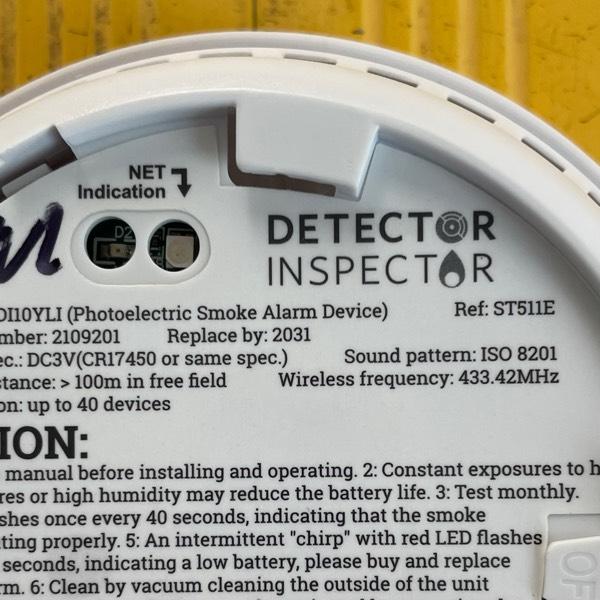 NET
Indication
D2
DETECTOR
INSPECTOR
DI10YLI (Photoelectric Smoke Alarm Device) Ref: ST511E
mber: 2109201 Replace by: 2031
ec.: DC3V(CR17450 or same spec.) Sound pattern: ISO 8201
stance: > 100m in free field Wireless frequency: 433.42MHz
on: up to 40 devices
ION:
manual before installing and operating. 2: Constant exposures to h
res or high humidity may reduce the battery life. 3: Test monthly.
shes once every 40 seconds, indicating that the smoke
ting properly. 5: An intermittent "chirp" with red LED flashes
seconds, indicating a low battery, please buy and replace
rm. 6: Clean by vacuum cleaning the outside of the unit
OF